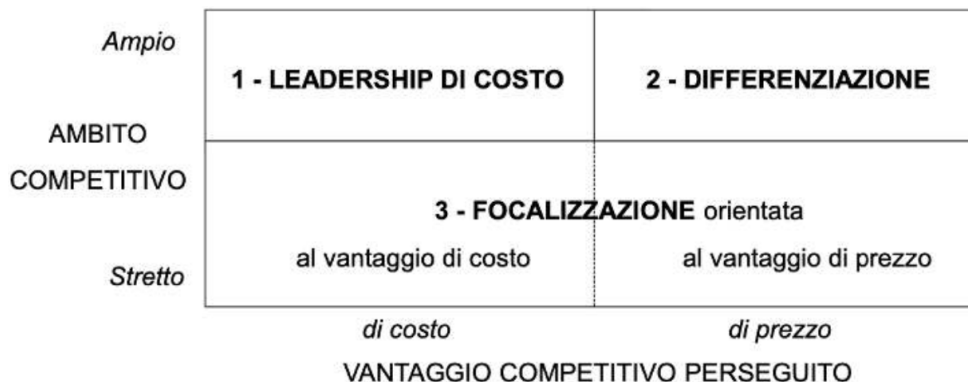 Ampio
1 - LEADERSHIP DI COSTO
2 - DIFFERENZIAZIONE
AMBITO
COMPETITIVO
3 - FOCALIZZAZIONE orientata
al vantaggio di costo
al vantaggio di prezzo
Stretto
di costo
di prezzo
VANTAGGIO COMPETITIVO PERSEGUITO